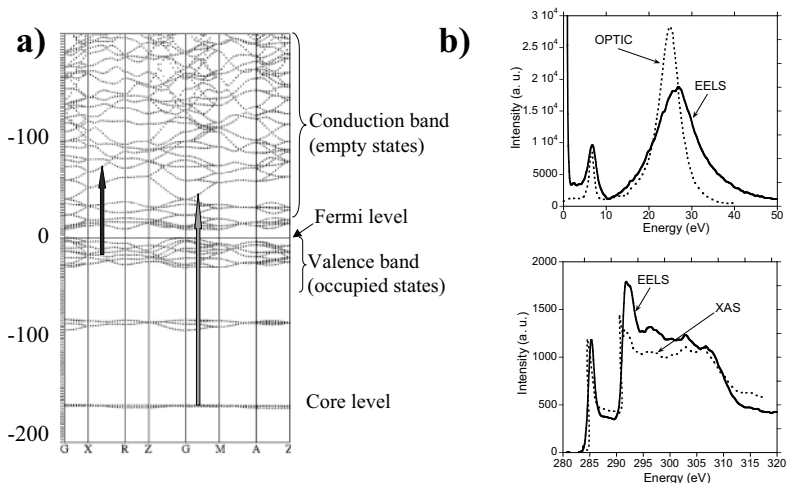 a)
-100
0
-100
-200
G X R Z G M A Z
Conduction band
(empty states)
Fermi level
Valence band
(occupied states)
Core level
b)
3 10⁴
2.5 10⁴
2 10⁴
1.5 10⁴
1 10⁴
5000
0
0 10 20 30 40 50
Energy (eV)
Intensity (a. u.)
OPTIC
EELS
2000
1500
1000
500
0
280 285 290 295 300 305 310 315 320
Energy (eV)
Intensity (a. u.)
EELS
XAS